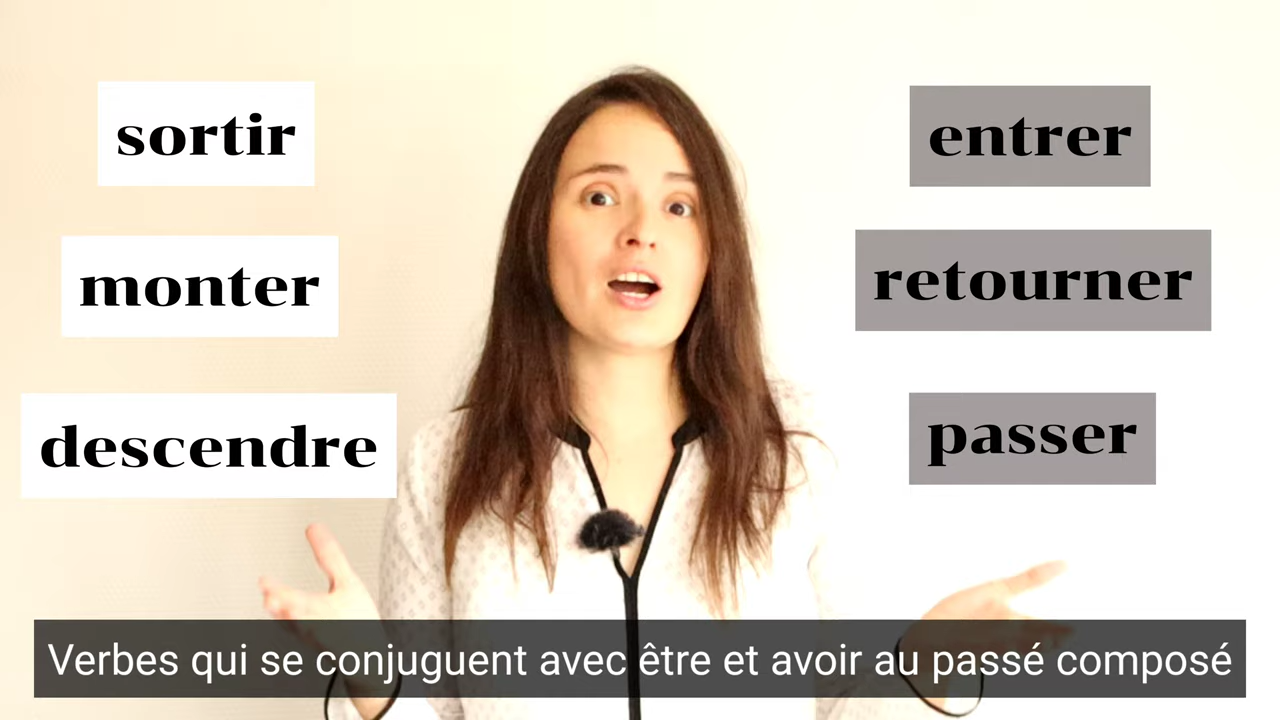 sortir
monter
descendre
entrer
retourner
passer
Verbes qui se conjuguent avec être et avoir au passé composé